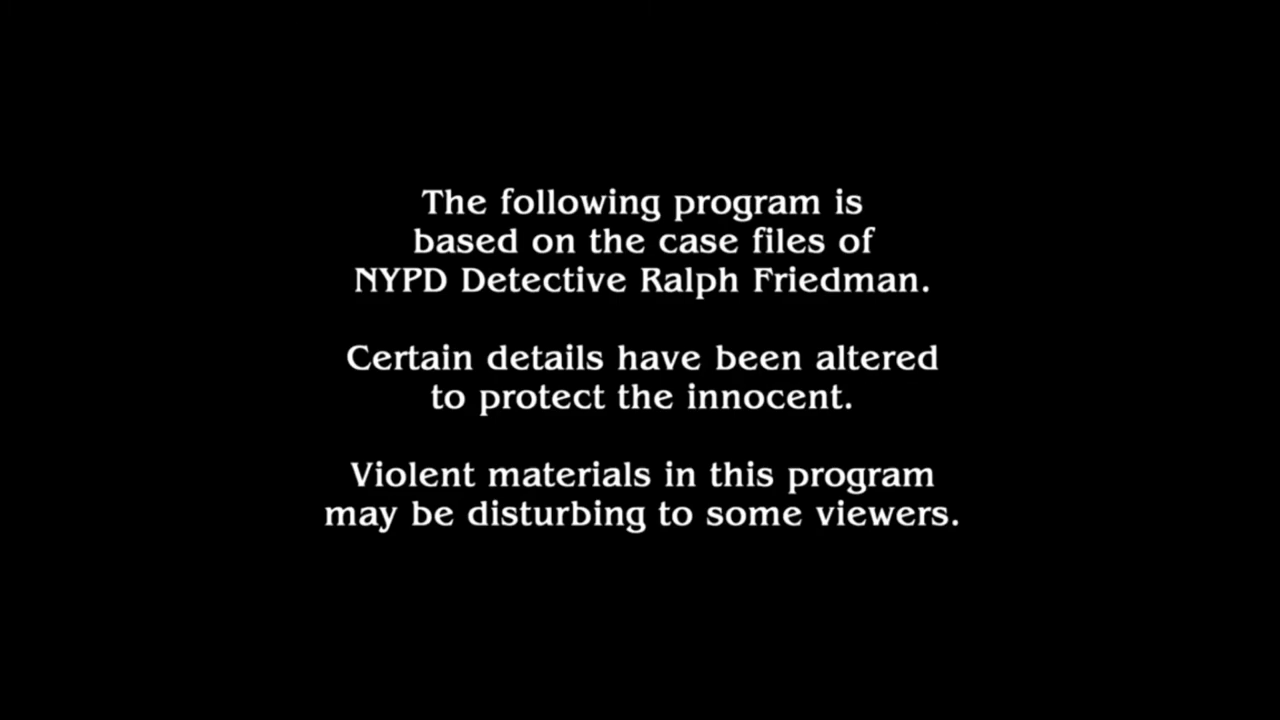 The following program is
based on the case files of
NYPD Detective Ralph Friedman.
Certain details have been altered
to protect the innocent.
Violent materials in this program
may be disturbing to some viewers.